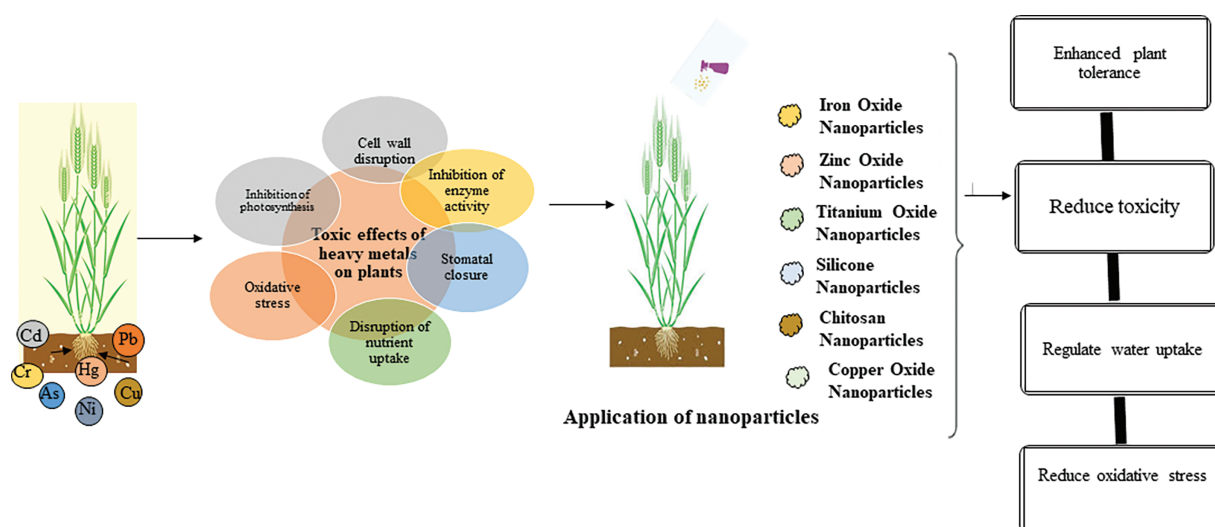 Cd
Pb
Cr
Hg
As
Ni
Cu
Cell wall
disruption
Inhibition of
enzyme
activity
Inhibition of
photosynthesis
Toxic effects of
heavy metals
on plants
Stomatal
closure
Oxidative
stress
Disruption of
nutrient
uptake
Application of nanoparticles
Iron Oxide
Nanoparticles
Zinc Oxide
Nanoparticles
Titanium Oxide
Nanoparticles
Silicone
Nanoparticles
Chitosan
Nanoparticles
Copper Oxide
Nanoparticles
Enhanced plant
tolerance
Reduce toxicity
Regulate water uptake
Reduce oxidative stress